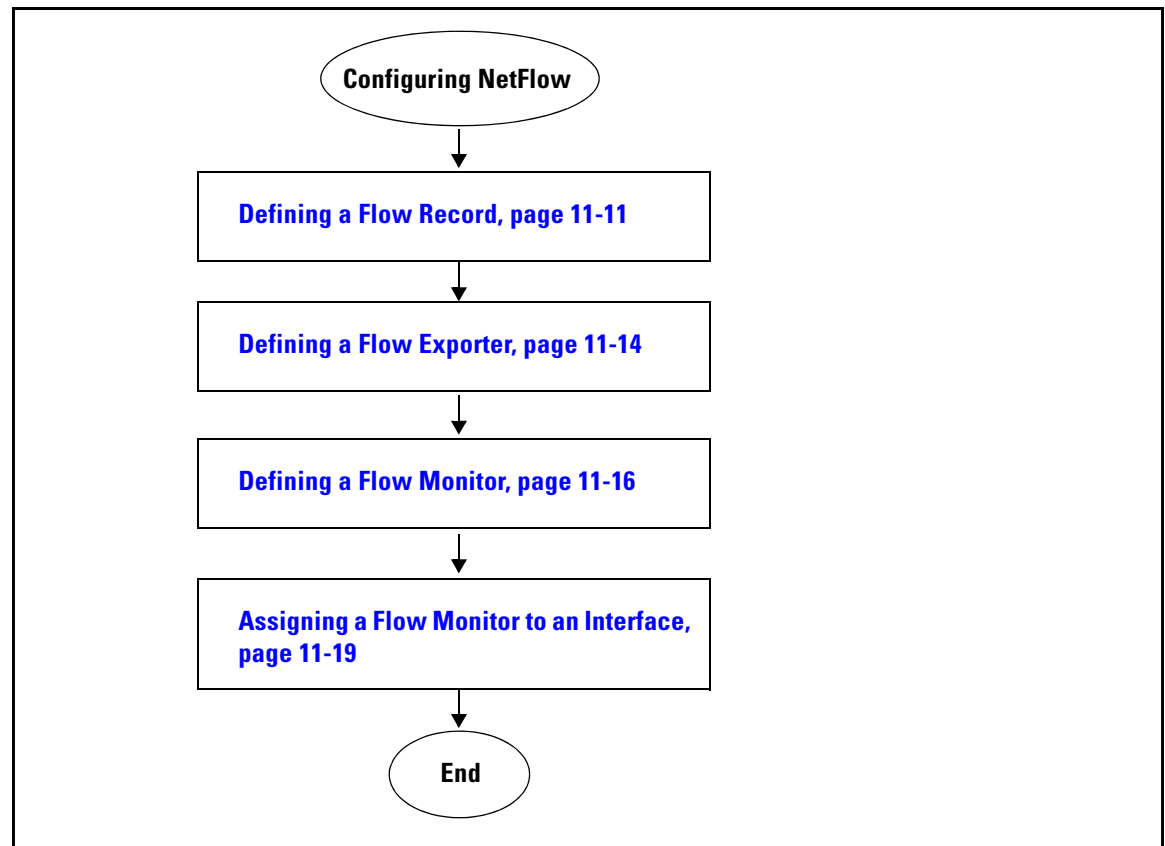 Configuring NetFlow
Defining a Flow Record, page 11-11
Defining a Flow Exporter, page 11-14
Defining a Flow Monitor, page 11-16
Assigning a Flow Monitor to an Interface,
page 11-19
End